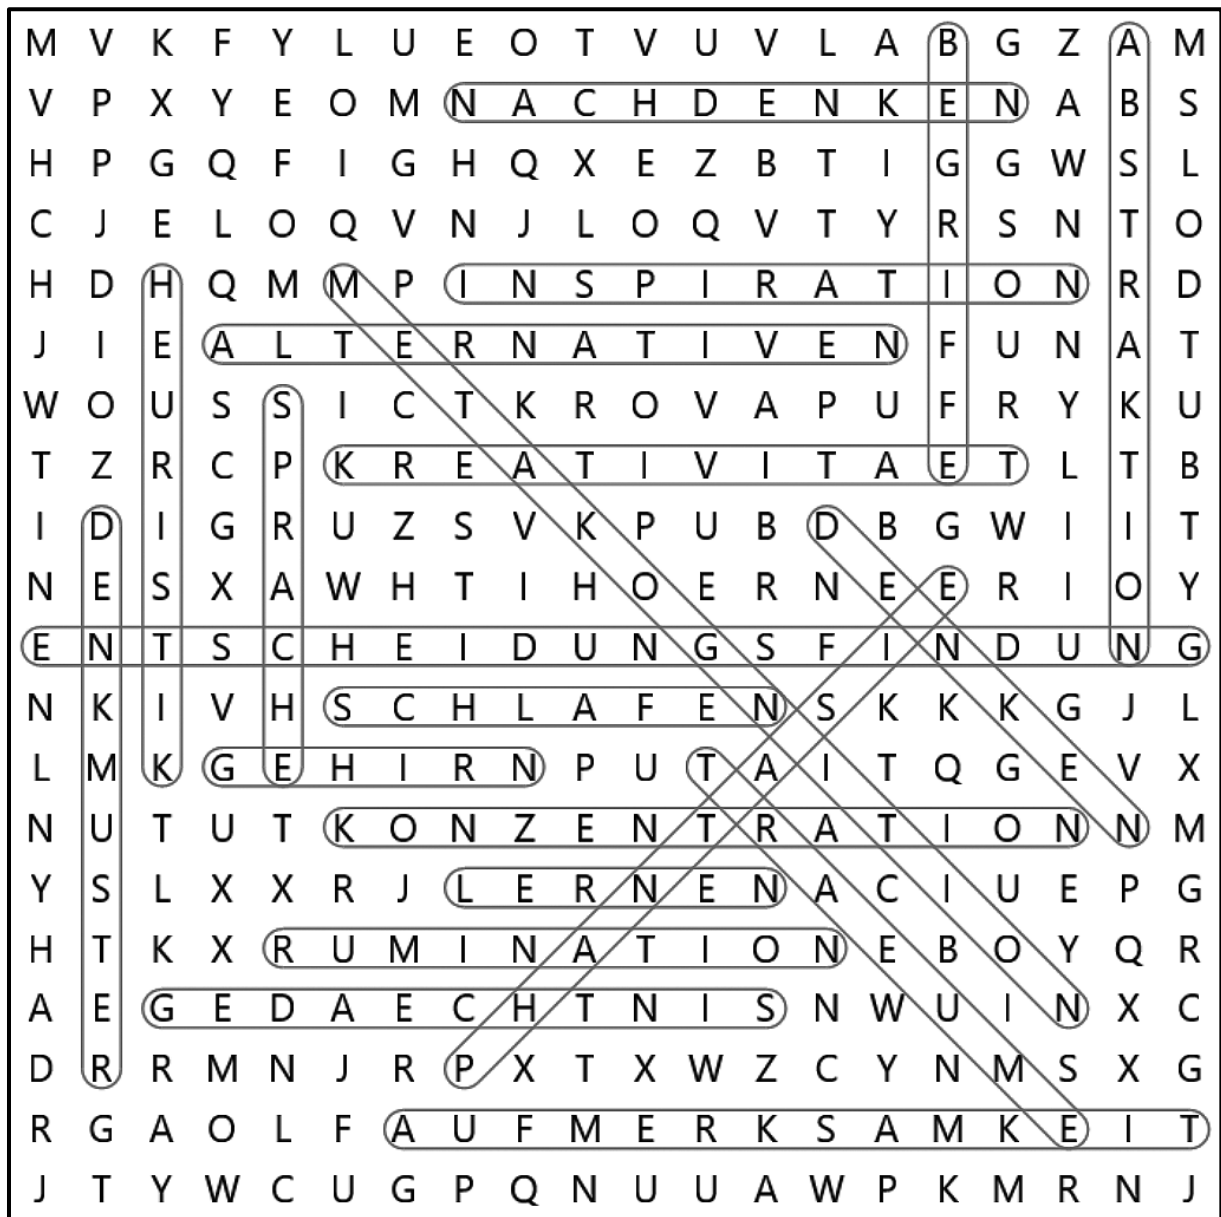 M V K F Y L U E O T V U V L A B G Z A M
V P X Y E O M N A C H D E N K E N A B S
H P G Q F I G H Q X E Z B T I G G W S L
C J E L O Q V N J L O Q V T Y R S N T O
H D H Q M M P I N S P I R A T I O N R D
J I E A L T E R N A T I V E N F U N A T
W O U S S I C T K R O V A P U F R Y K U
T Z R C P K R E A T I V I T A E T L T B
I D I G R U Z S V K P U B D B G W I I T
N E S X A W H T I H O E R N E E R I O Y
E N T S C H E I D U N G S F I N D U N G
N K I V H S C H L A F E N S K K K G J L
L M K G E H I R N P U T A I T Q G E V X
N U T U T K O N Z E N T R A T I O N N M
Y S L X X R J L E R N E N A C I U E P G
H T K X R U M I N A T I O N E B O Y Q R
A E G E D A E C H T N I S N W U I N X C
D R R M N J R P X T X W Z C Y N M S X G
R G A O L F A U F M E R K S A M K E I T
J T Y W C U G P Q N U U A W P K M R N J